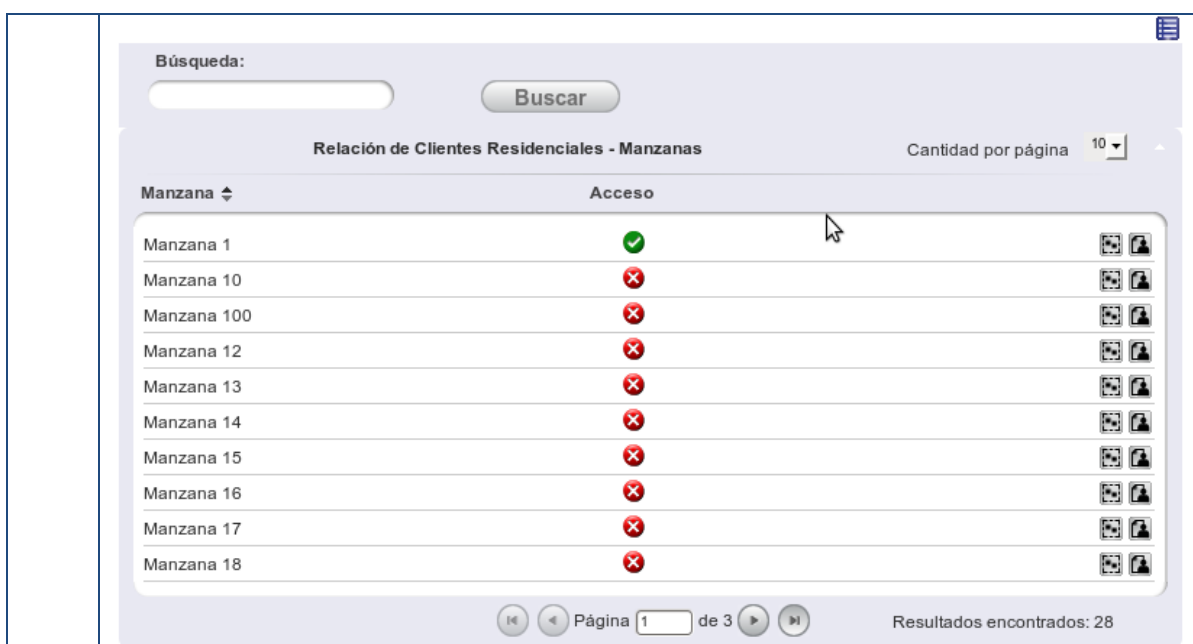 Búsqueda:
Buscar
Relación de Clientes Residenciales - Manzanas Cantidad por página 10
Manzana Acceso
Manzana 1
Manzana 10
Manzana 100
Manzana 12
Manzana 13
Manzana 14
Manzana 15
Manzana 16
Manzana 17
Manzana 18
Página 1 de 3 Resultados encontrados: 28